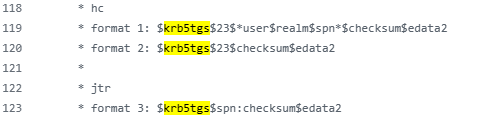 118 * hc
119 * format 1: $krb5tgs$23$*user$realm$spn*$checksum$edata2
120 * format 2: $krb5tgs$23$checksum$edata2
121 *
122 * jtr
123 * format 3: $krb5tgs$spn:checksum$edata2